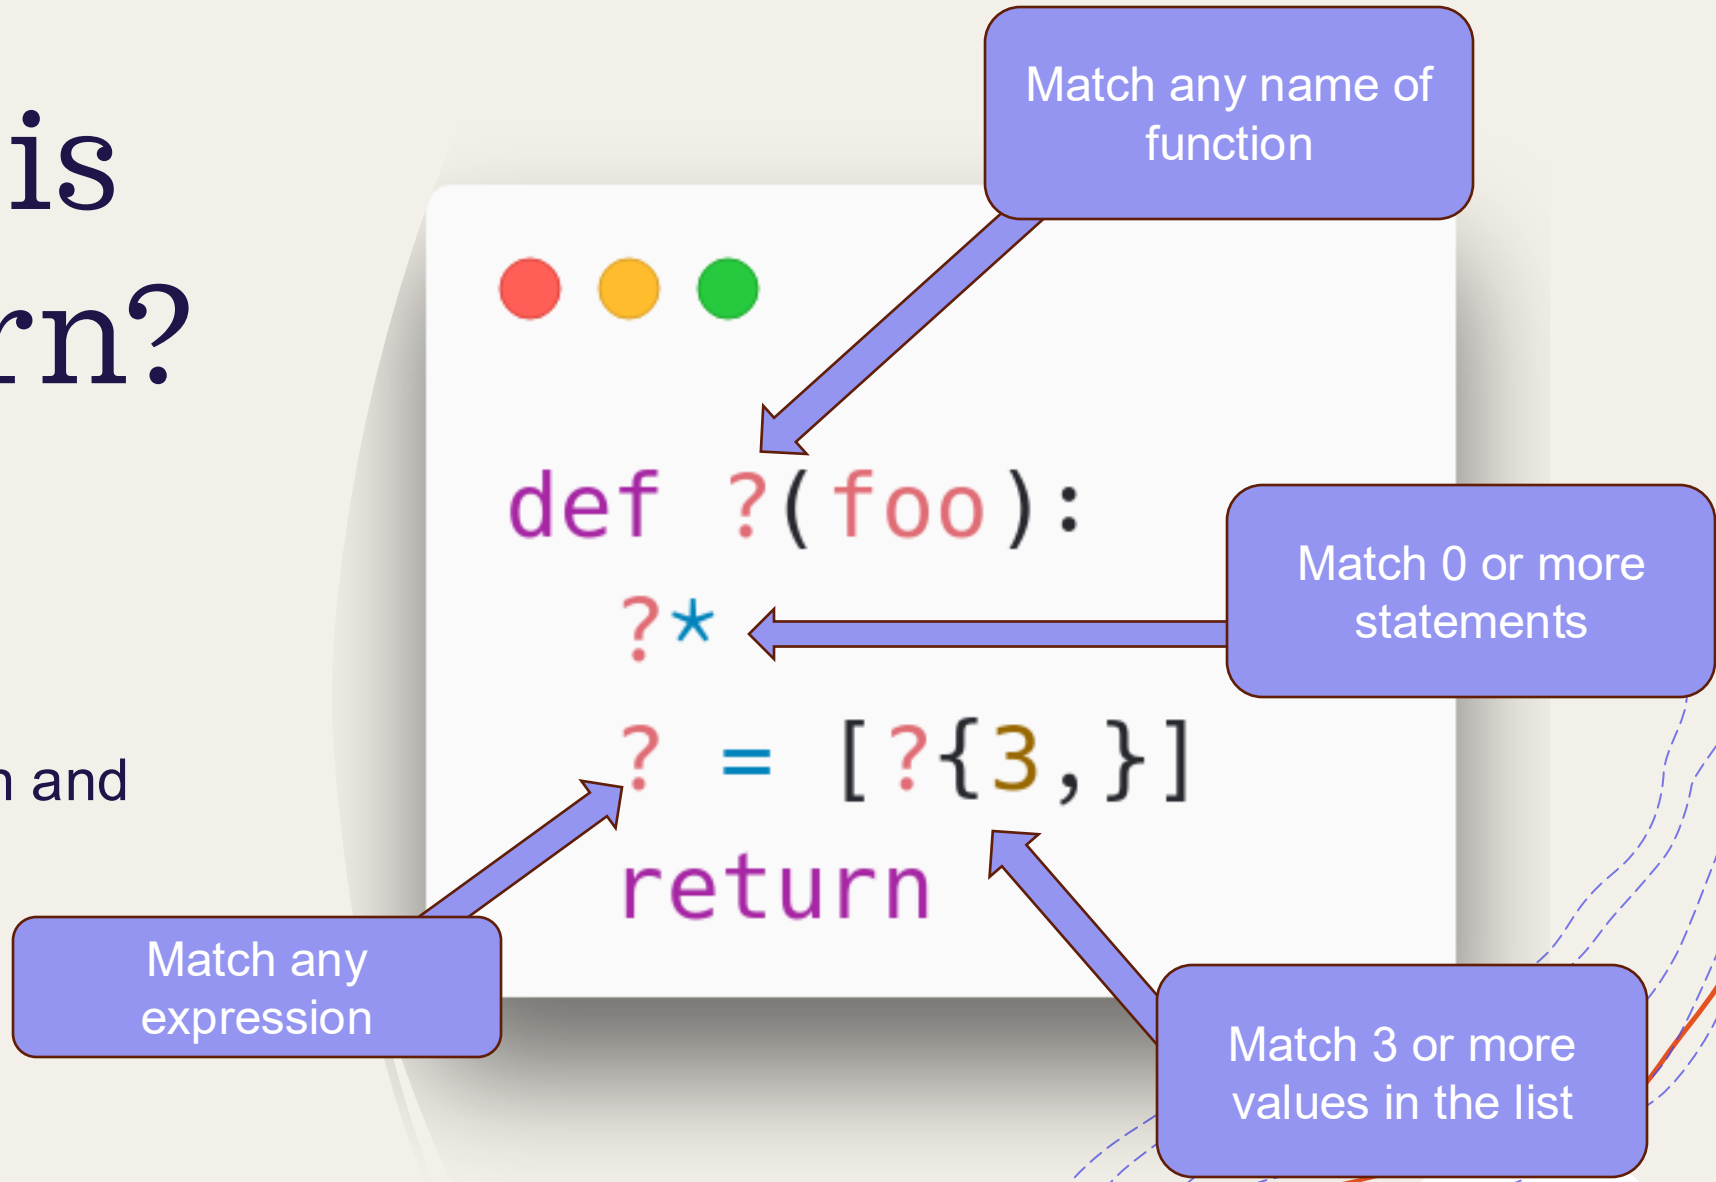 is
rn?
n and
Match any name of
function
def ?(foo):
?*
? = [?{3,}]
return
Match 0 or more
statements
Match any
expression
Match 3 or more
values in the list